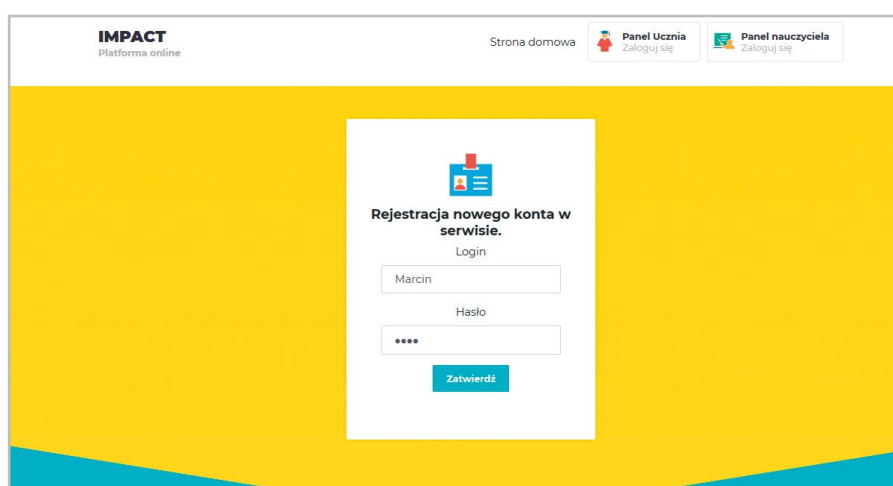 IMPACT
Platforma online
Strona domowa
Panel Ucznia
Zaloguj się
Panel nauczyciela
Zaloguj się
Rejestracja nowego konta w
serwisie.
Login
Marcin
Hasło
••••
Zatwierdź